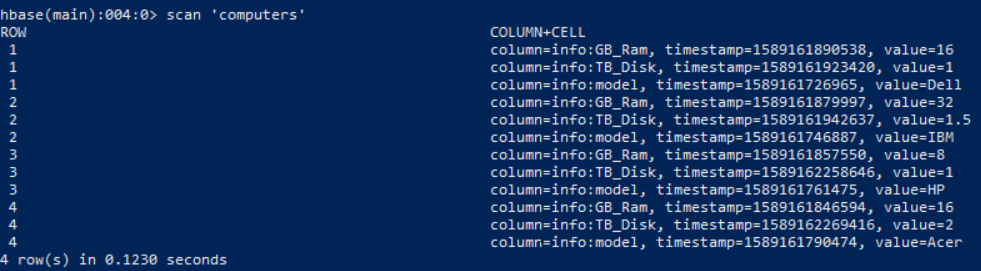 hbase(main):004:0> scan 'computers'
ROW COLUMN+CELL
1 column=info:GB_Ram, timestamp=1589161890538, value=16
1 column=info:TB_Disk, timestamp=1589161923420, value=1
1 column=info:model, timestamp=1589161726965, value=Dell
2 column=info:GB_Ram, timestamp=1589161879997, value=32
2 column=info:TB_Disk, timestamp=1589161942637, value=1.5
2 column=info:model, timestamp=1589161746887, value=IBM
3 column=info:GB_Ram, timestamp=1589161857550, value=8
3 column=info:TB_Disk, timestamp=1589162258646, value=1
3 column=info:model, timestamp=1589161761475, value=HP
4 column=info:GB_Ram, timestamp=1589161846594, value=16
4 column=info:TB_Disk, timestamp=1589162269416, value=2
4 column=info:model, timestamp=1589161790474, value=Acer
4 row(s) in 0.1230 seconds